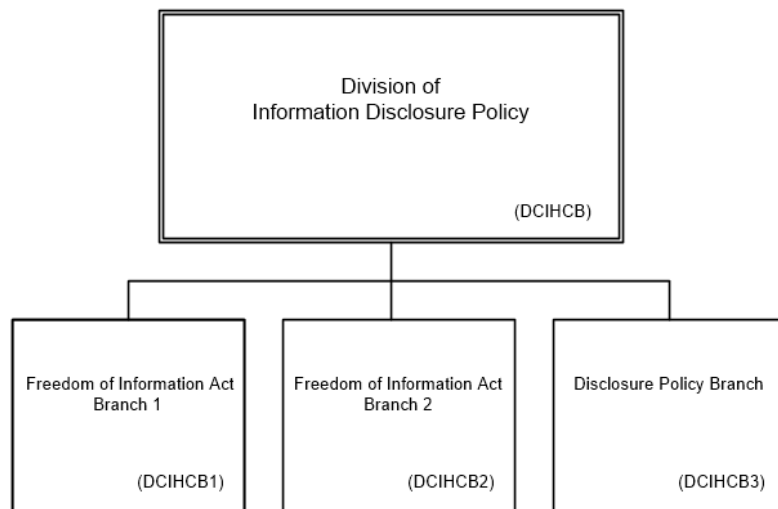 Division of
Information Disclosure Policy
(DCIHCB)
Freedom of Information Act
Branch 1
(DCIHCB1)
Freedom of Information Act
Branch 2
(DCIHCB2)
Disclosure Policy Branch
(DCIHCB3)